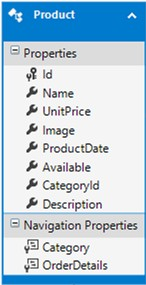 Product
Properties
Id
Name
UnitPrice
Image
ProductDate
Available
CategoryId
Description
Navigation Properties
Category
OrderDetails